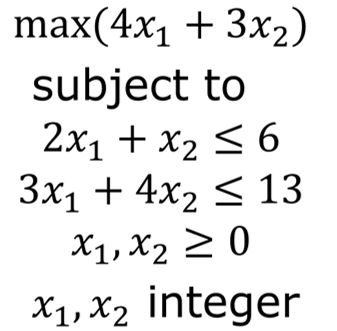 max(4x₁ + 3x₂)
subject to
2x₁ + x₂ ≤ 6
3x₁ + 4x₂ ≤ 13
x₁, x₂ ≥ 0
x₁, x₂ integer